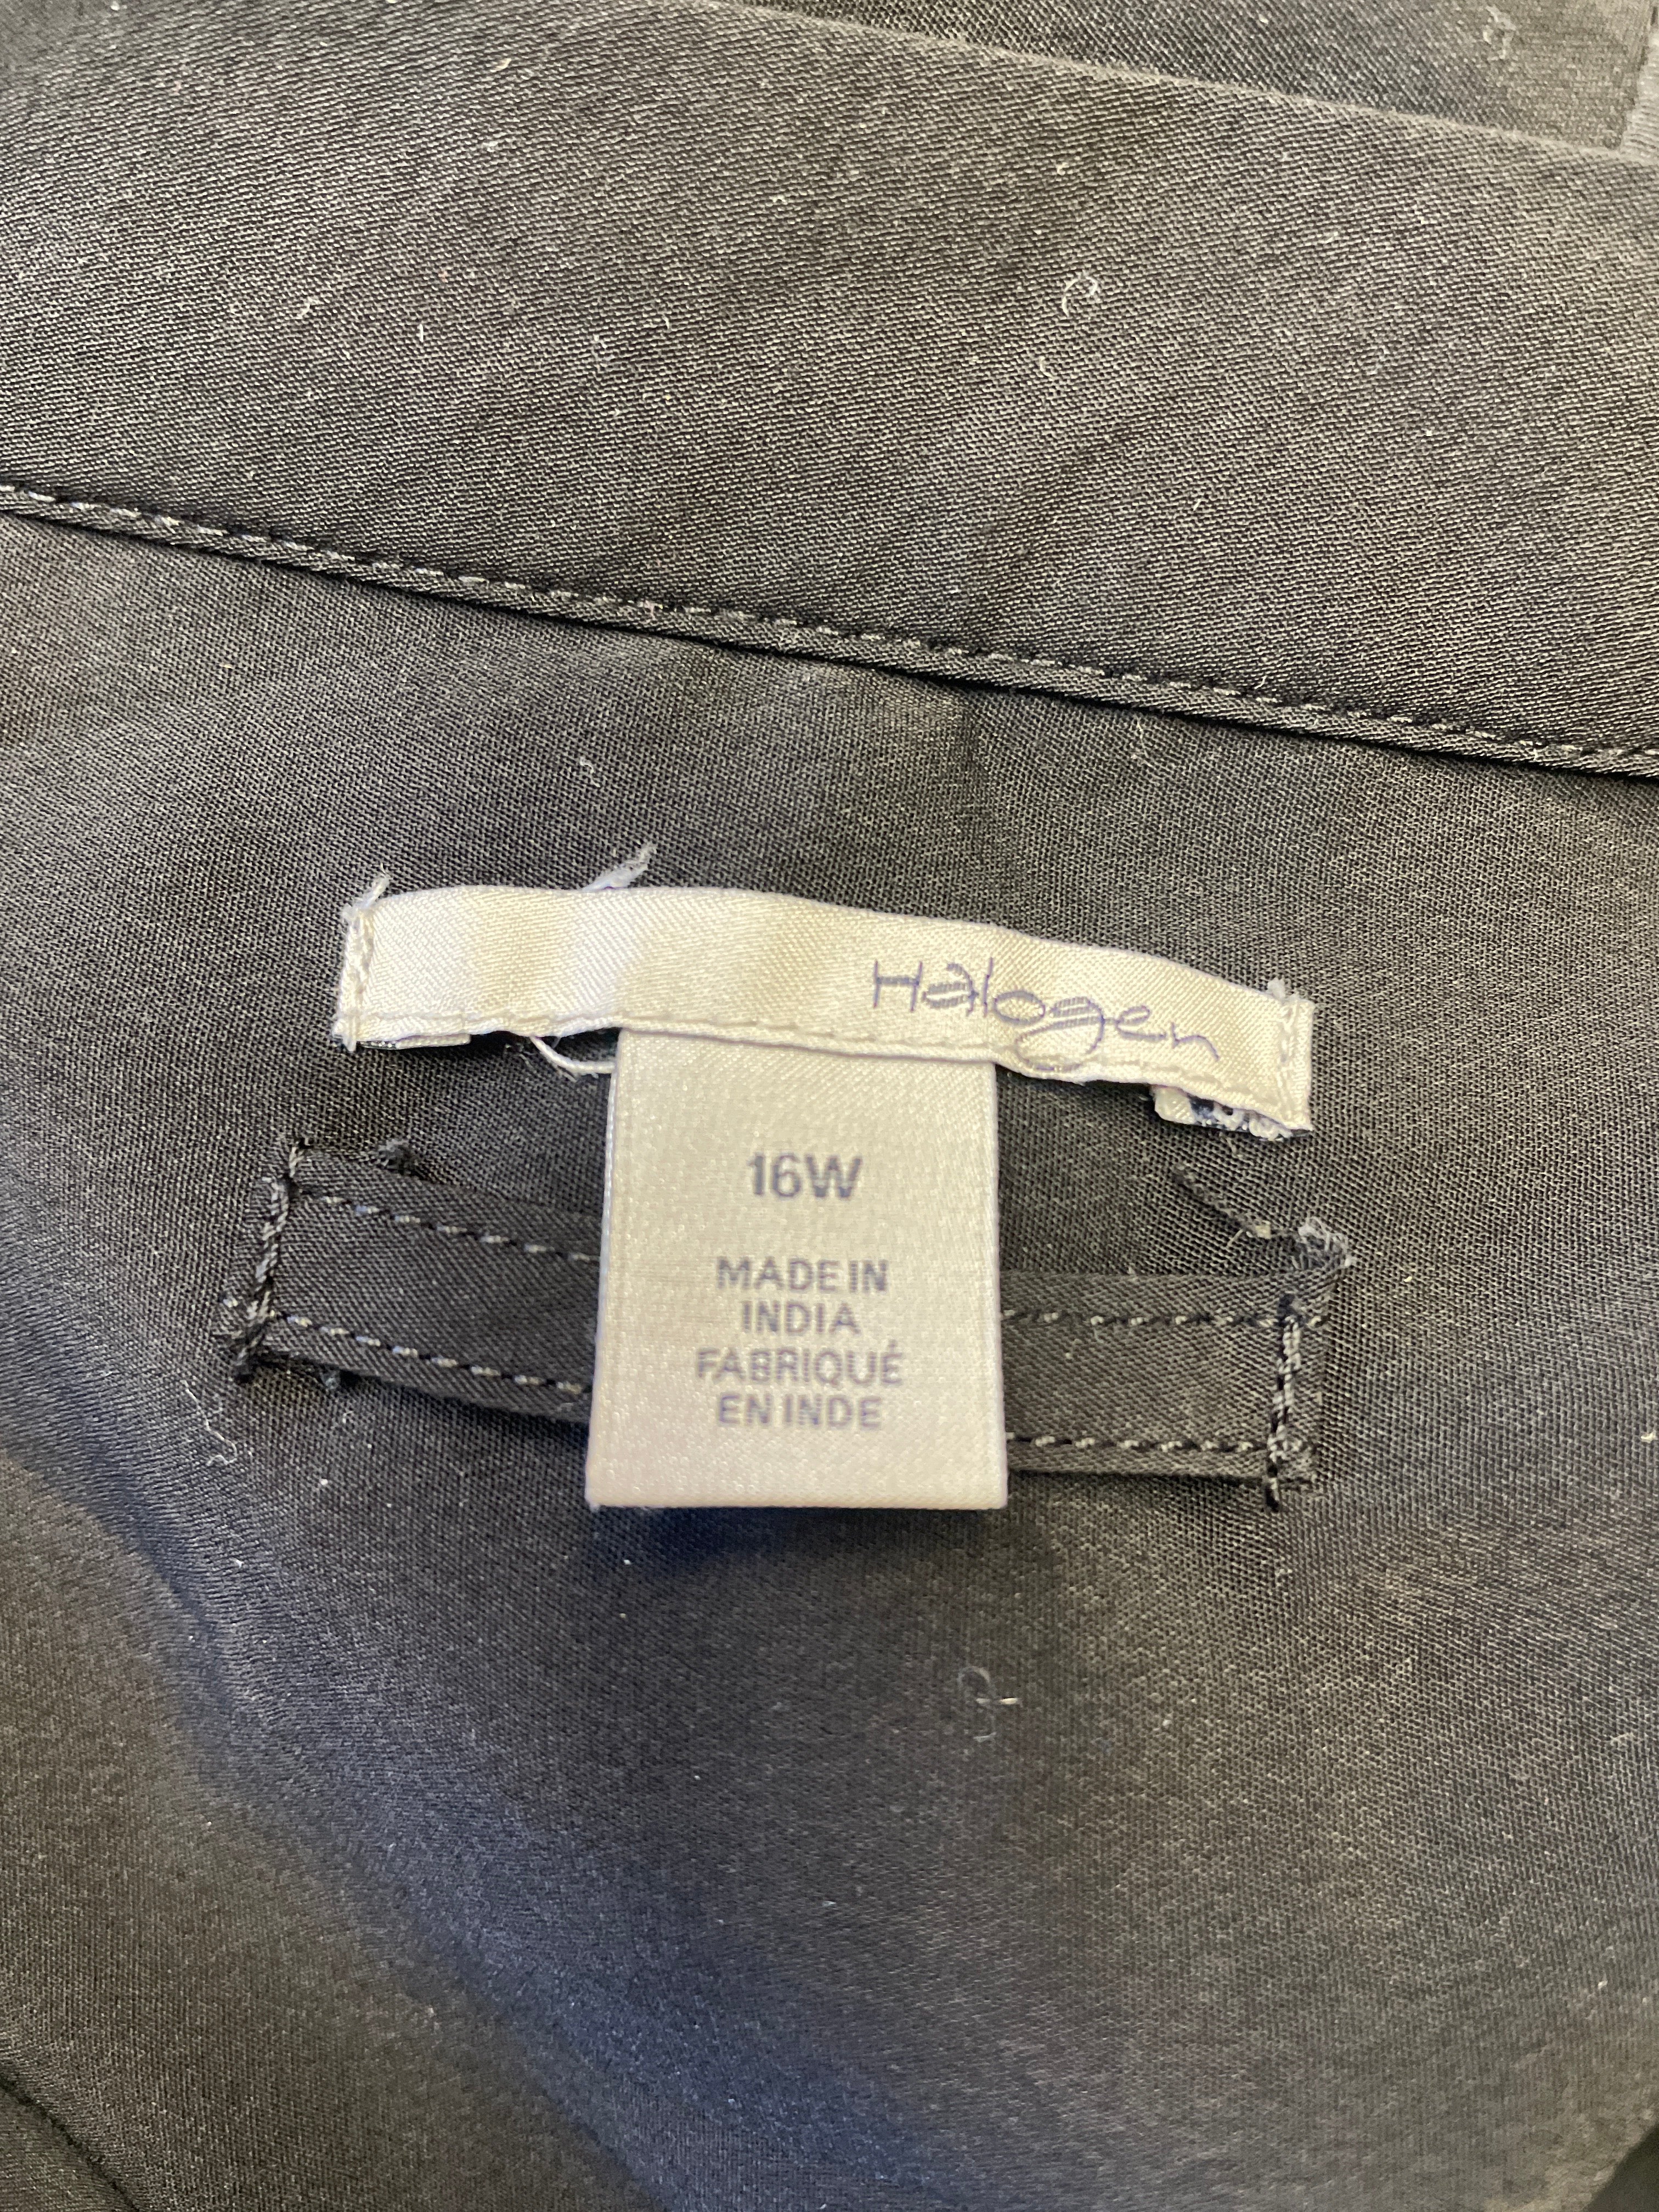 Halogen
16W
MADE IN
INDIA
FABRIQUÉ
EN INDE